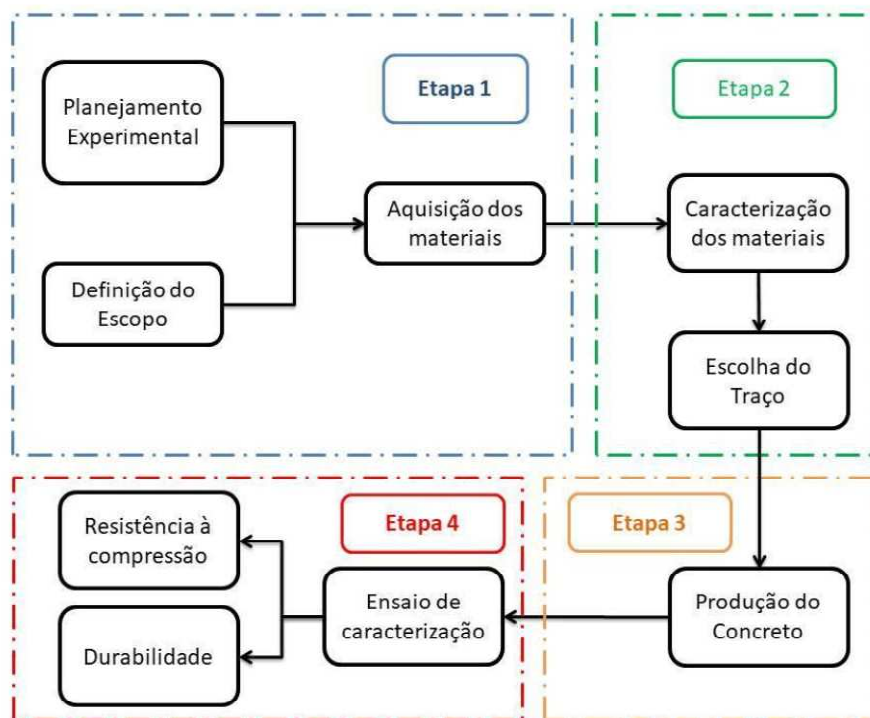 Etapa 1
Planejamento
Experimental
Definição do
Escopo
Aquisição dos
materiais
Etapa 2
Caracterização
dos materiais
Escolha do
Traço
Etapa 3
Produção do
Concreto
Etapa 4
Ensaio de
caracterização
Resistência à
compressão
Durabilidade